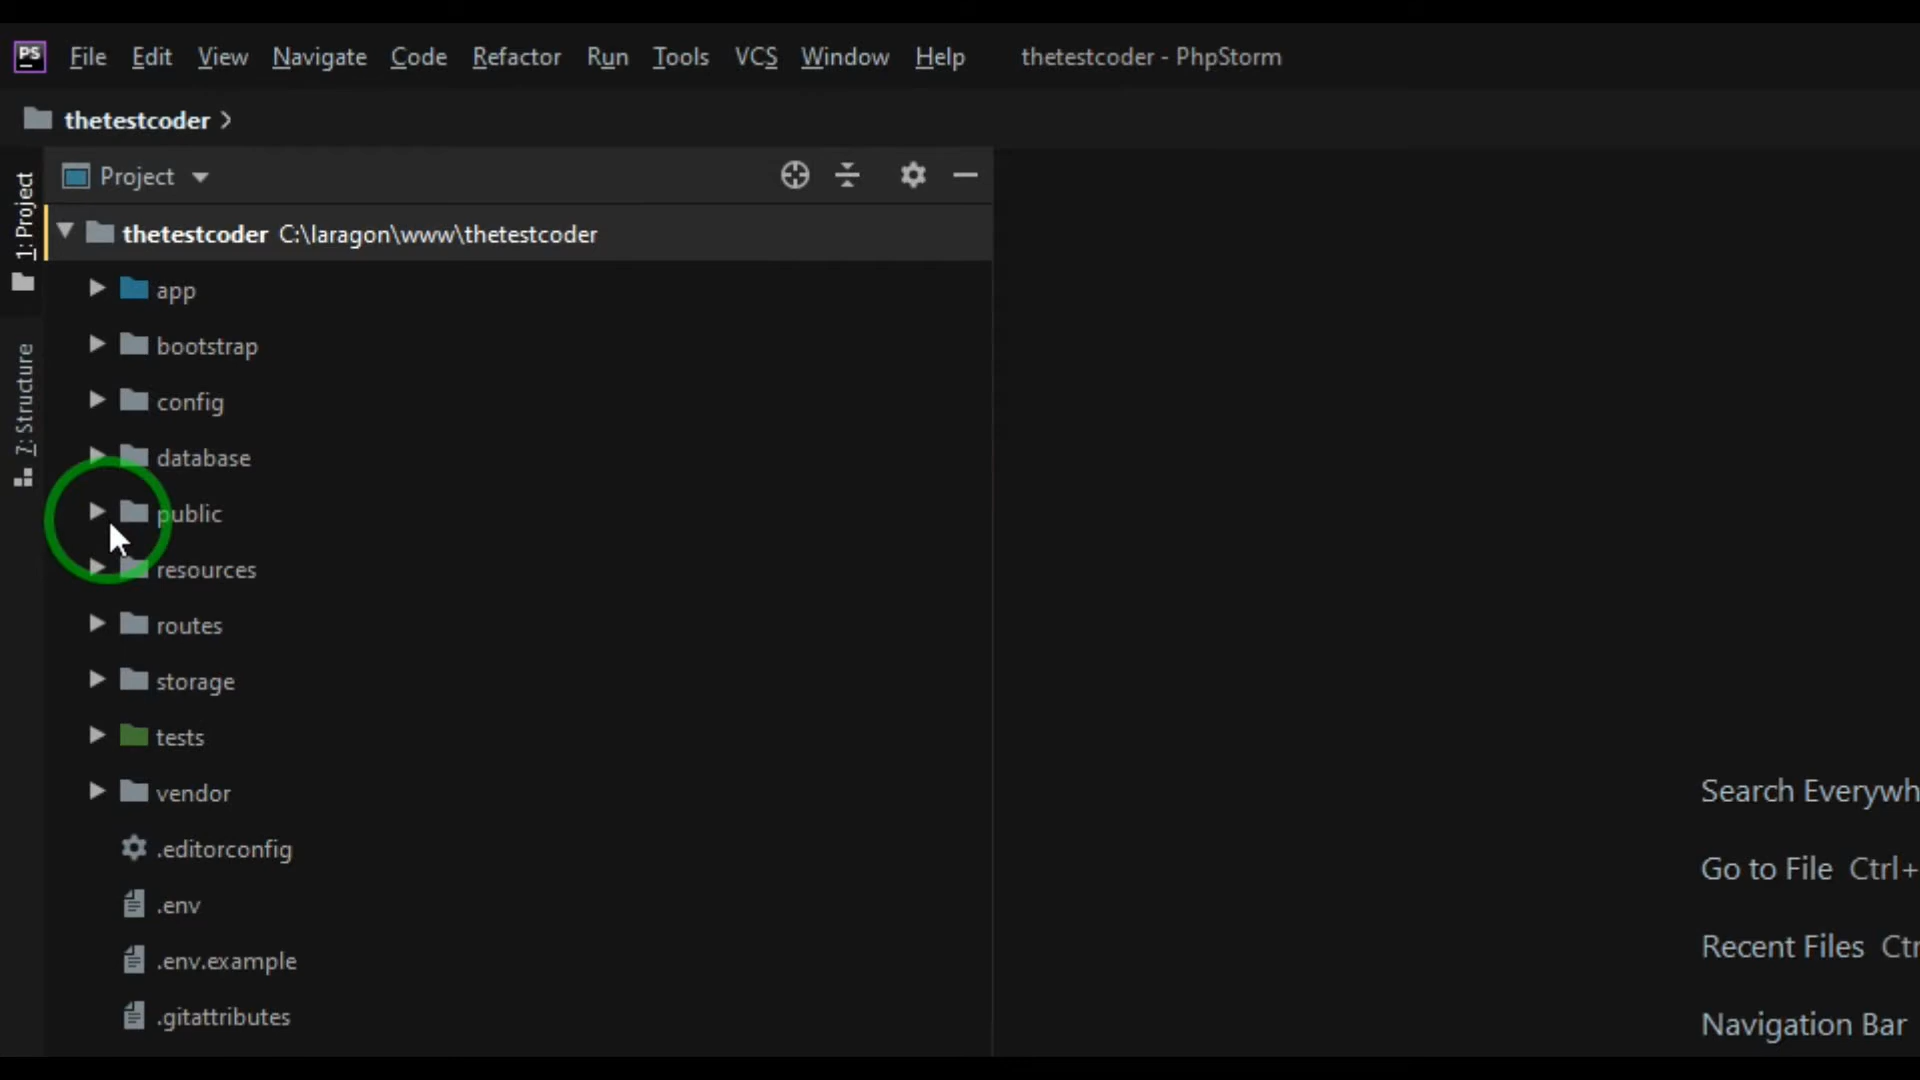 PS File Edit View Navigate Code Refactor Run Tools VCS Window Help thetestcoder - PhpStorm
thetestcoder
1: Project
7: Structure
Project
thetestcoder C:\laragon\www\thetestcoder
app
bootstrap
config
database
public
resources
routes
storage
tests
vendor
.editorconfig
.env
.env.example
.gitattributes
Search Everywh
Go to File Ctrl+
Recent Files Ctr
Navigation Bar